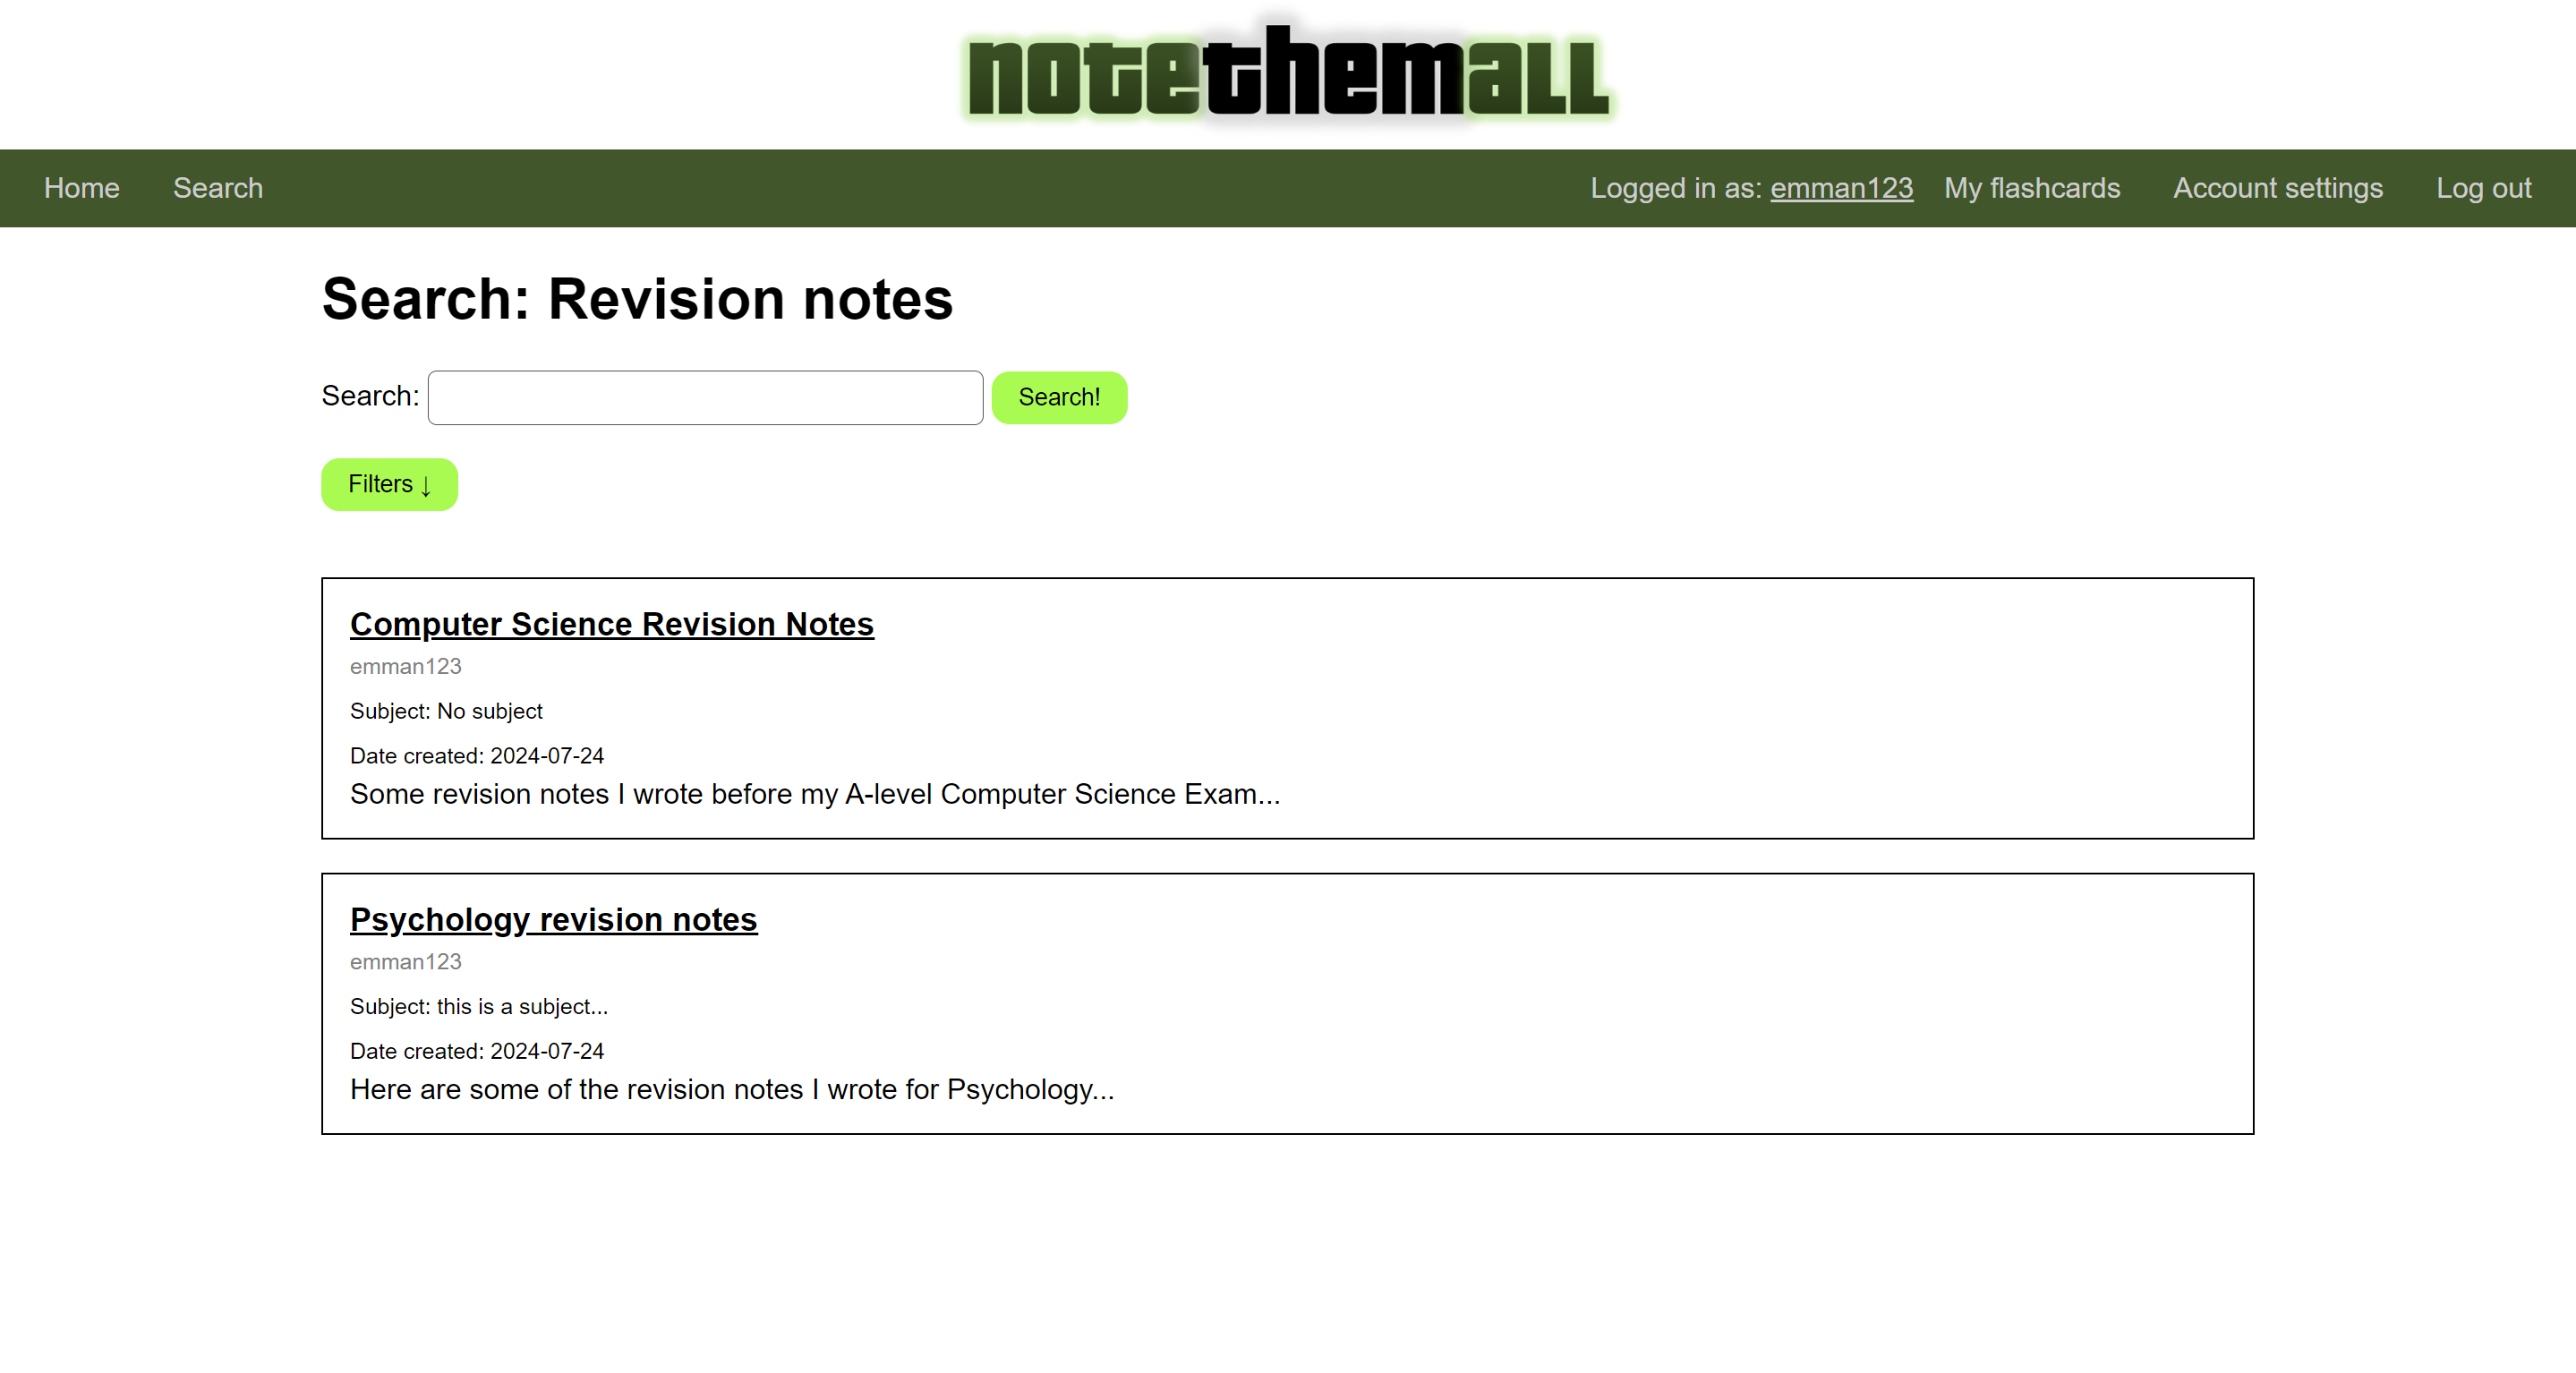 notethemall
Home Search Logged in as: emman123 My flashcards Account settings Log out
Search: Revision notes
Search: Search!
Filters ↓
Computer Science Revision Notes
emman123
Subject: No subject
Date created: 2024-07-24
Some revision notes I wrote before my A-level Computer Science Exam...
Psychology revision notes
emman123
Subject: this is a subject...
Date created: 2024-07-24
Here are some of the revision notes I wrote for Psychology...